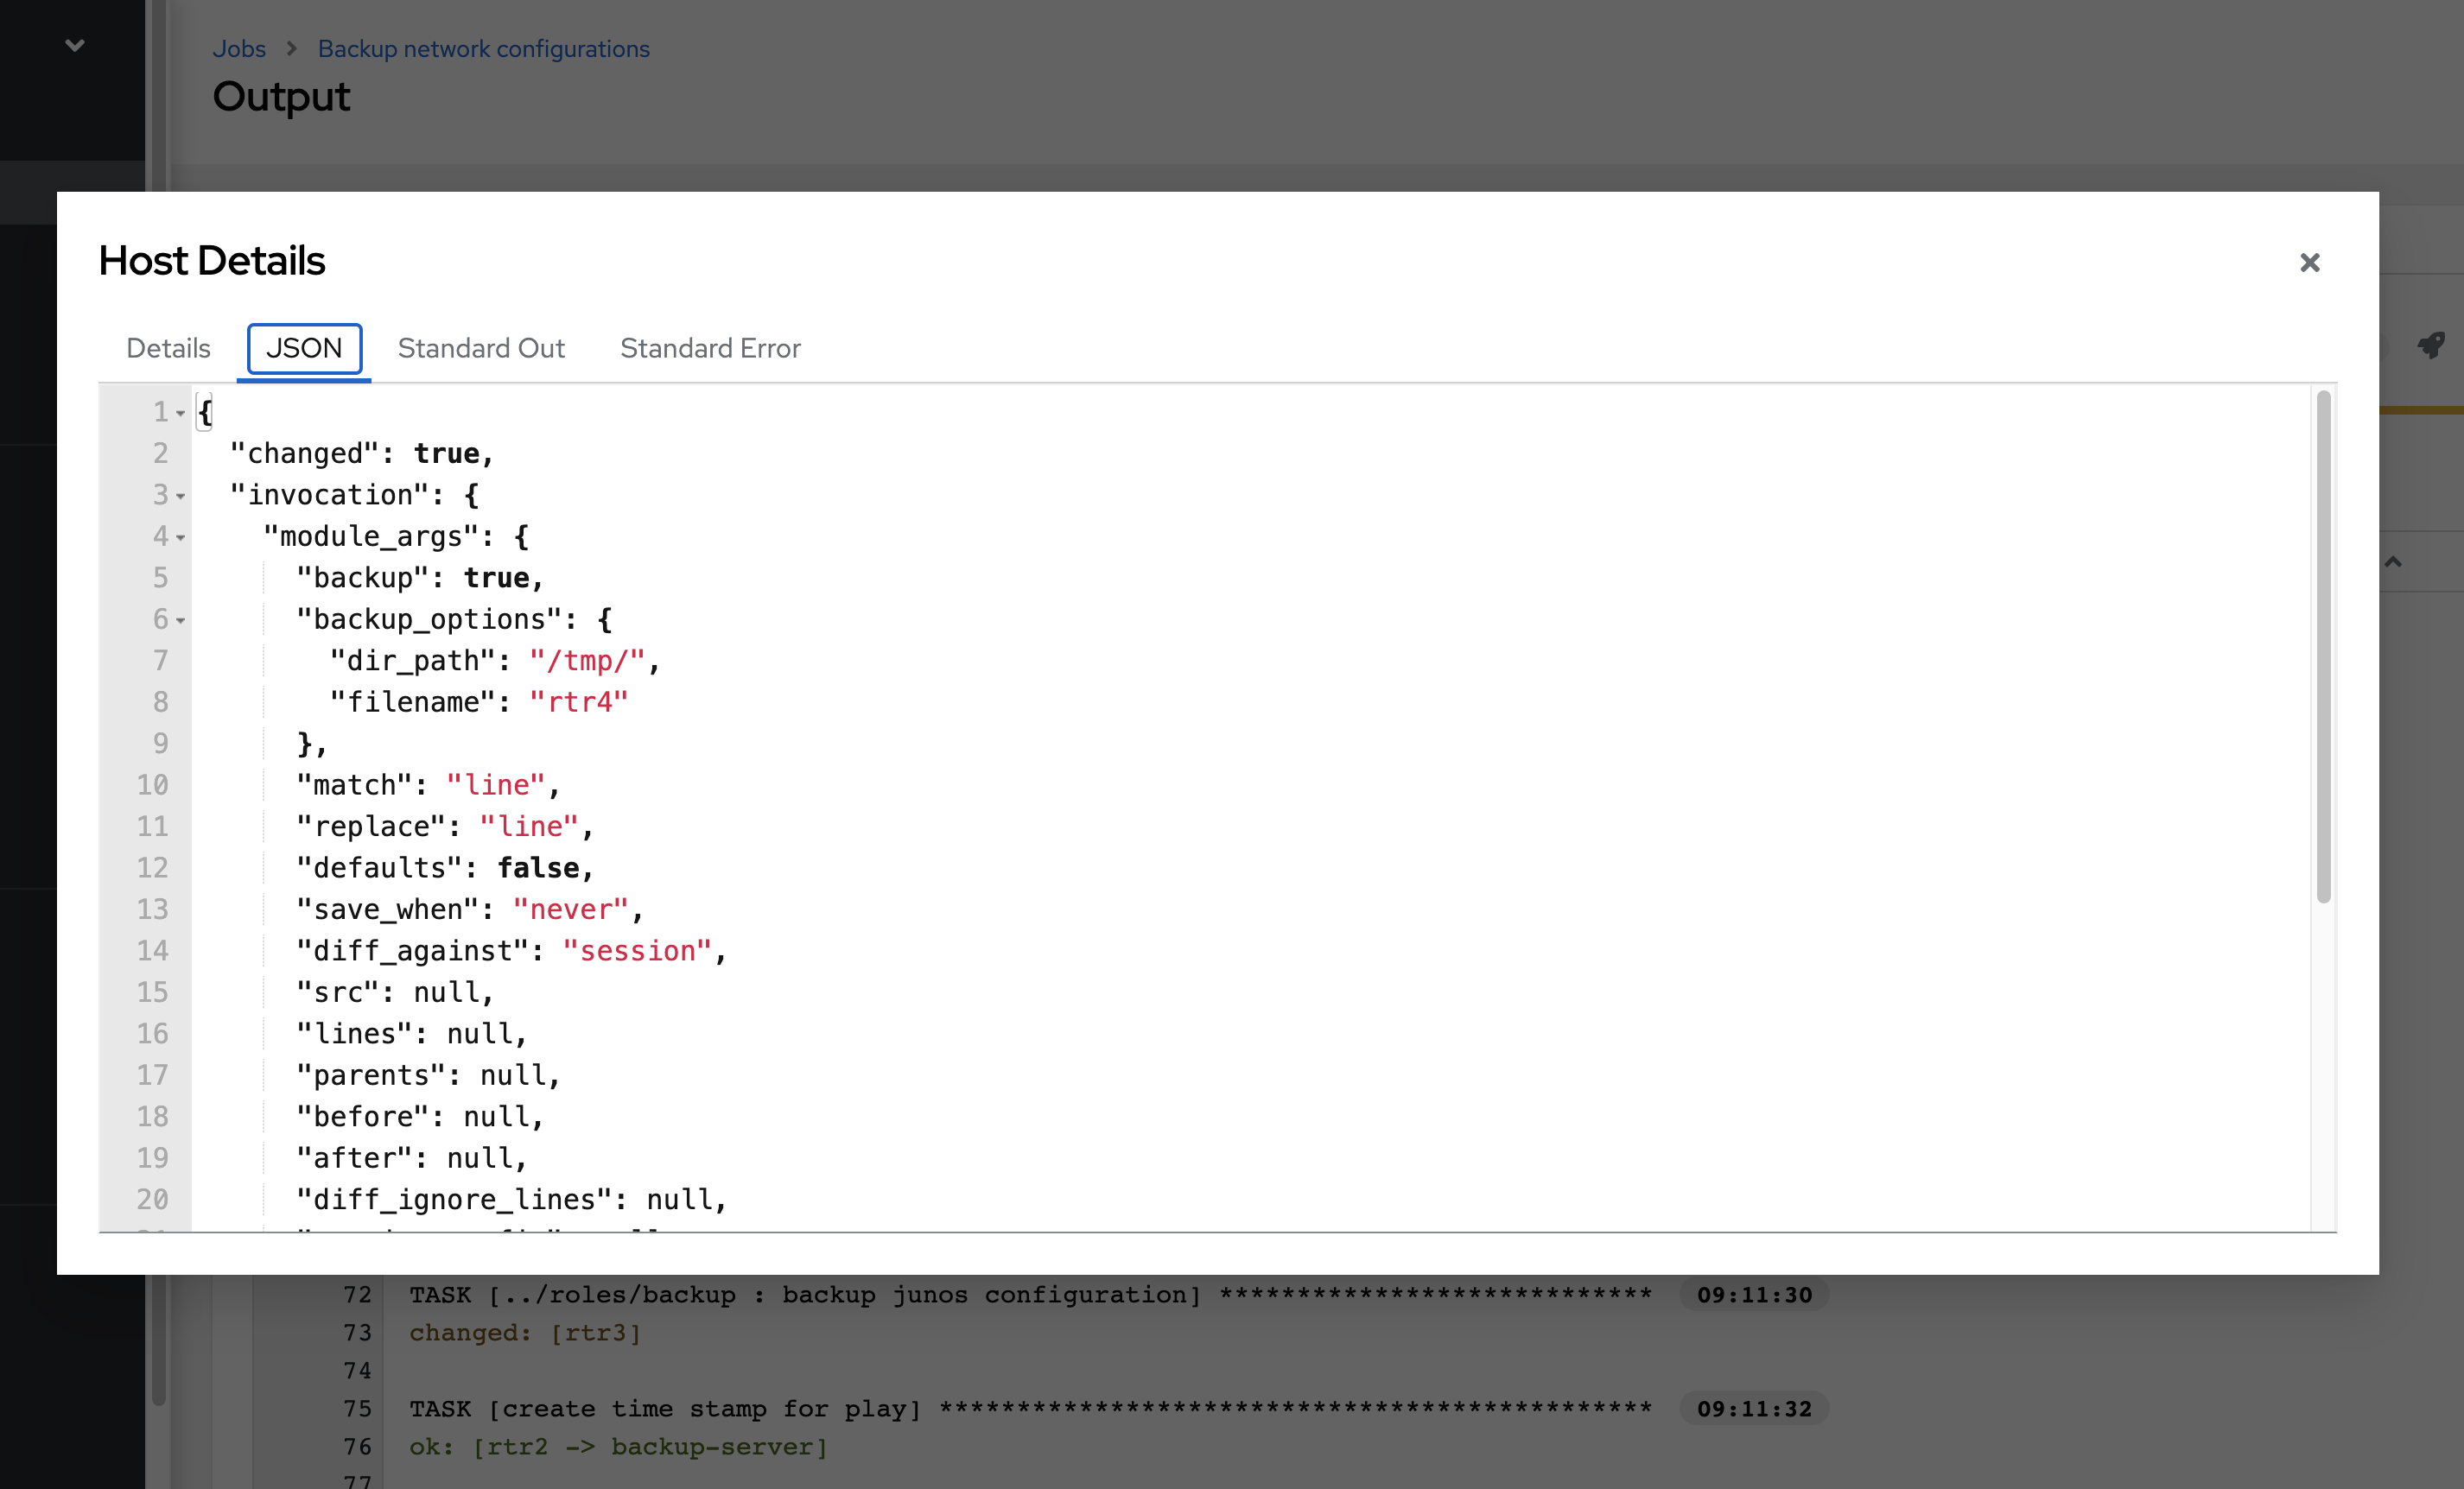 Jobs > Backup network configurations
Output
Host Details
Details JSON Standard Out Standard Error
1 {
2 "changed": true,
3 "invocation": {
4 "module_args": {
5 "backup": true,
6 "backup_options": {
7 "dir_path": "/tmp/",
8 "filename": "rtr4"
9 },
10 "match": "line",
11 "replace": "line",
12 "defaults": false,
13 "save_when": "never",
14 "diff_against": "session",
15 "src": null,
16 "lines": null,
17 "parents": null,
18 "before": null,
19 "after": null,
20 "diff_ignore_lines": null,
72 TASK [../roles/backup : backup junos configuration] **************************** 09:11:30
73 changed: [rtr3]
74
75 TASK [create time stamp for play] ********************************************** 09:11:32
76 ok: [rtr2 -> backup-server]
77